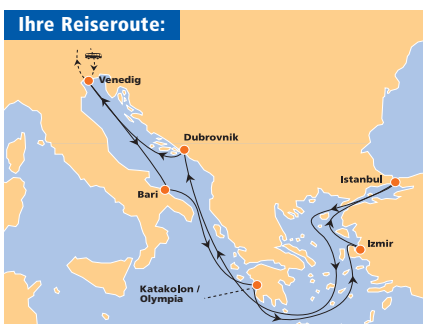 Ihre Reiseroute:
Venedig
Dubrovnik
Istanbul
Bari
Izmir
Katakolon /
Olympia